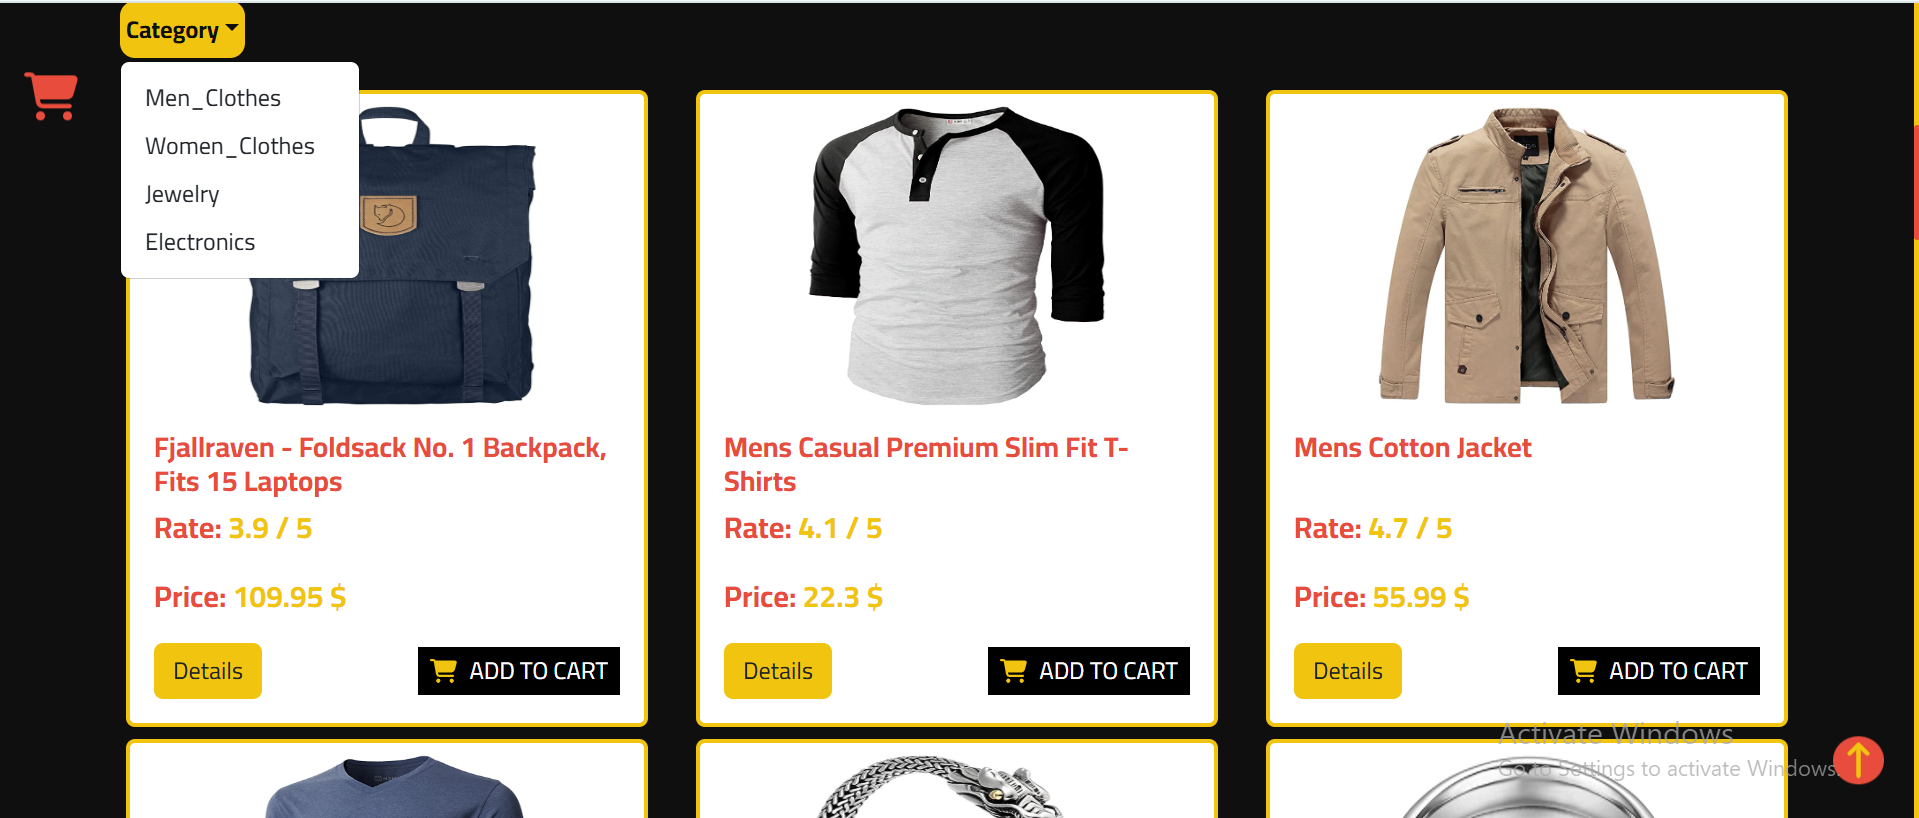 Category
Men_Clothes
Women_Clothes
Jewelry
Electronics
Fjallraven - Foldsack No. 1 Backpack,
Fits 15 Laptops
Rate: 3.9 / 5
Price: 109.95 $
Details
ADD TO CART
Mens Casual Premium Slim Fit T-
Shirts
Rate: 4.1 / 5
Price: 22.3 $
Details
ADD TO CART
Mens Cotton Jacket
Rate: 4.7 / 5
Price: 55.99 $
Details
ADD TO CART
Activate Windows
Go to Settings to activate Windows.